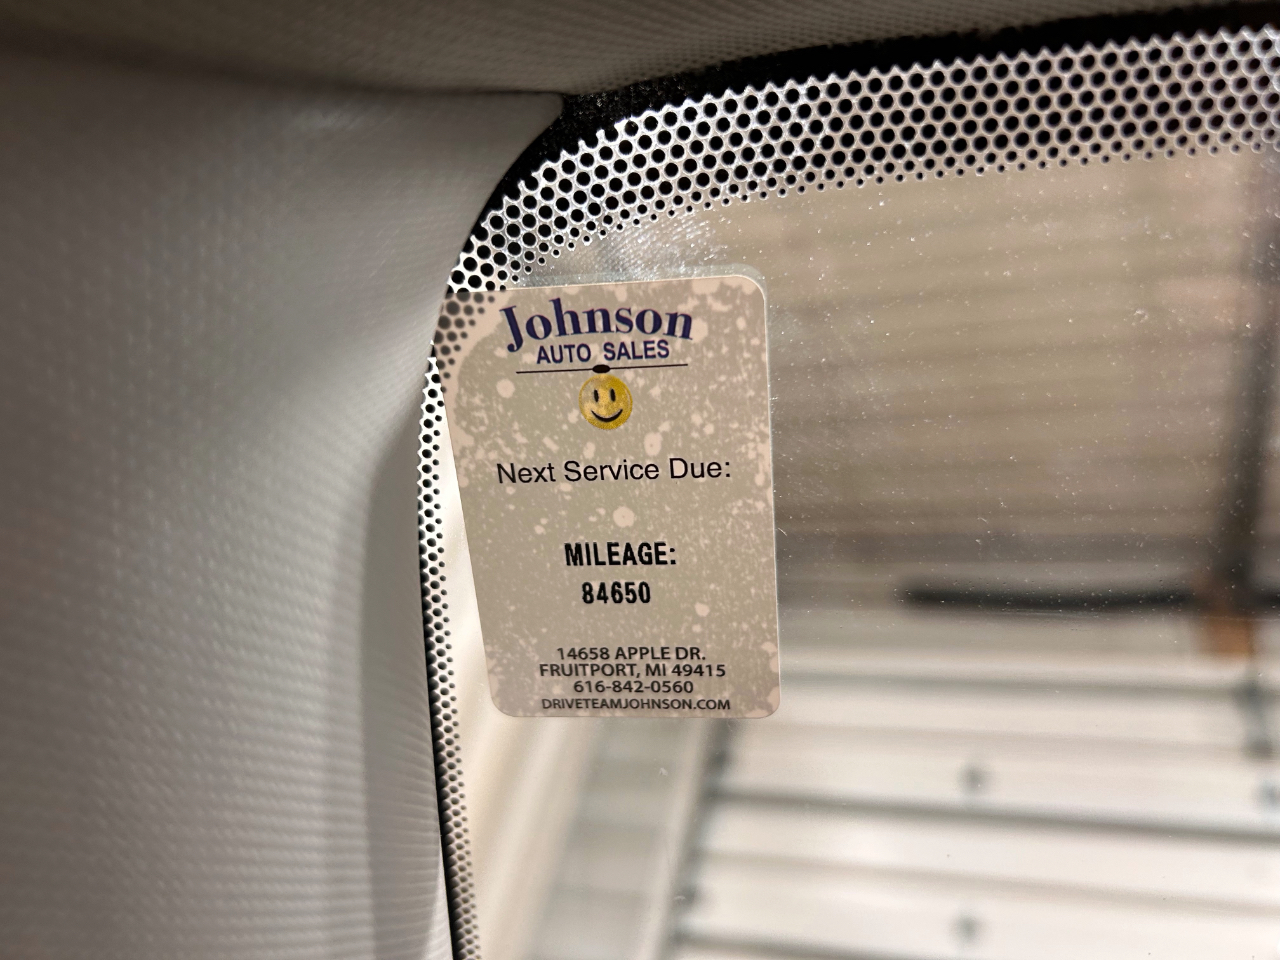 Johnson
AUTO SALES
Next Service Due:
MILEAGE:
84650
14658 APPLE DR.
FRUITPORT, MI 49415
616-842-0560
DRIVETEAMJOHNSON.COM